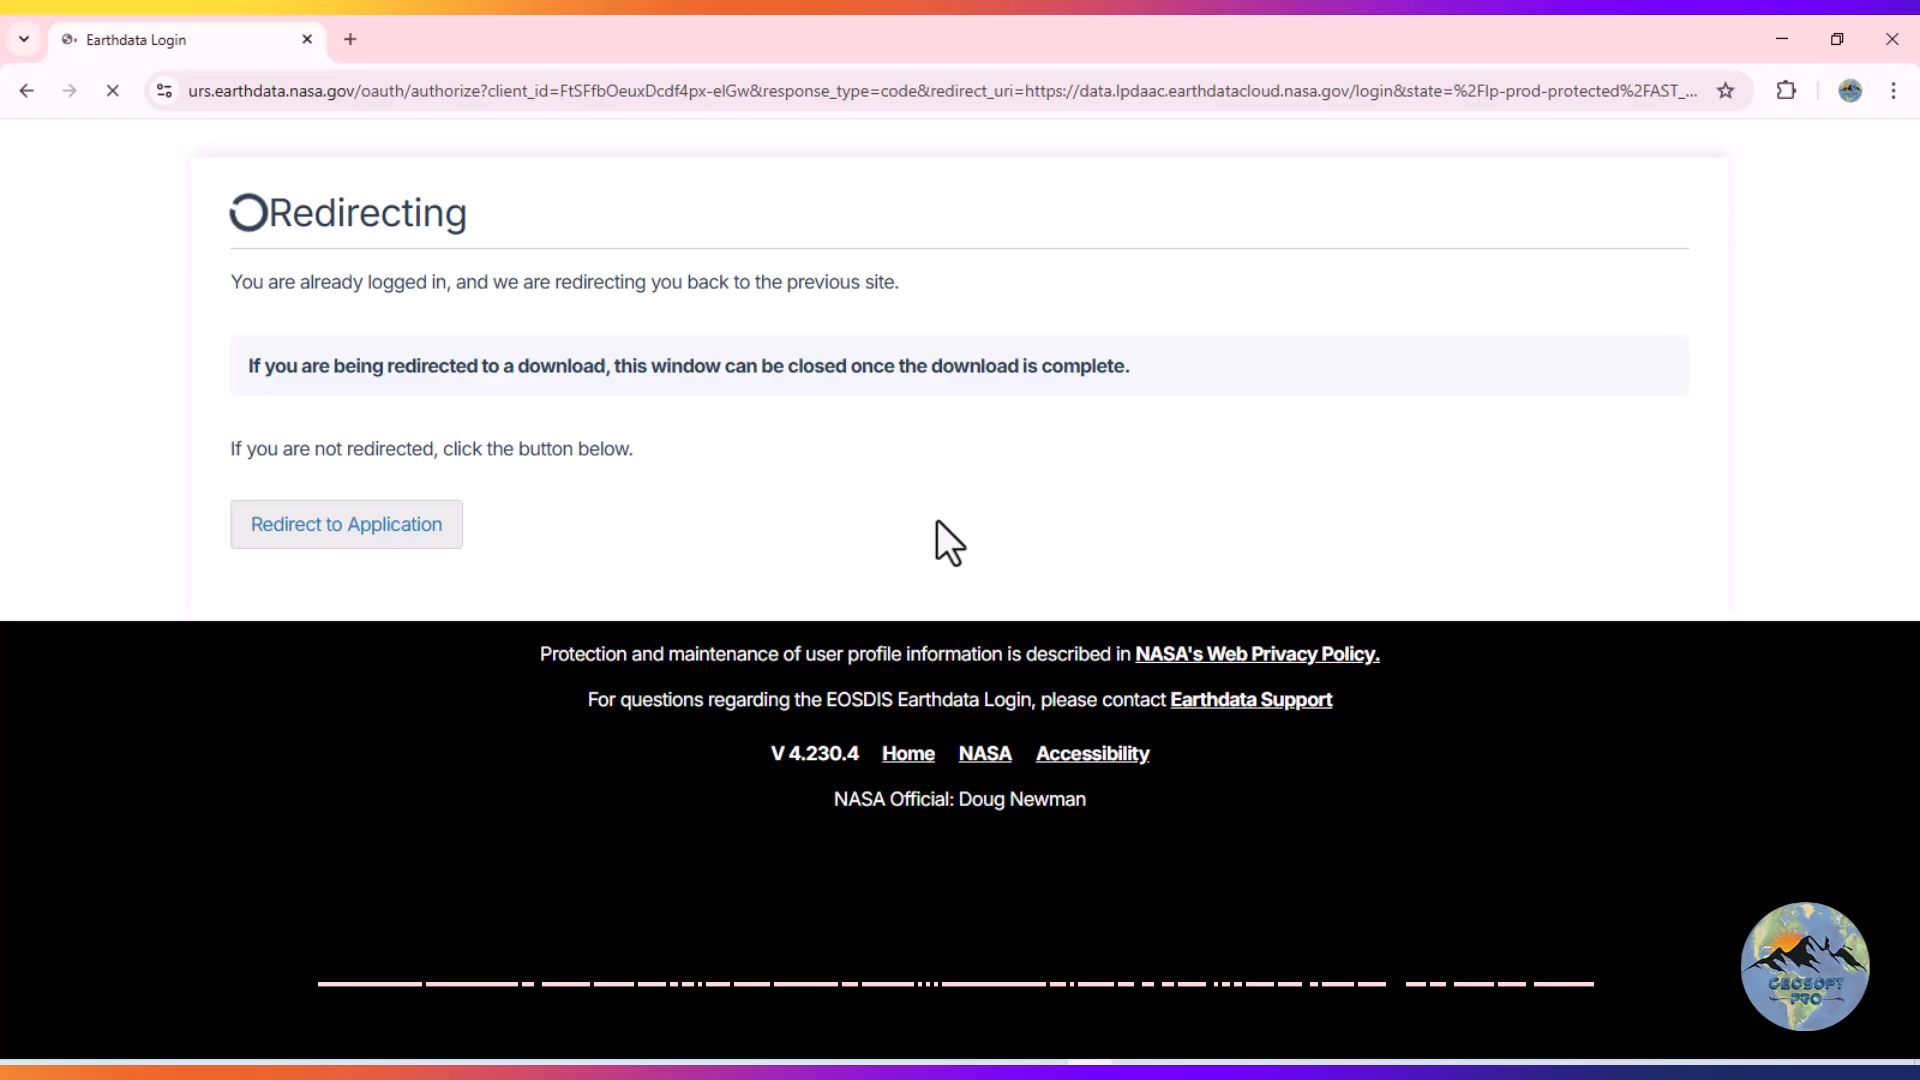 Earthdata Login
urs.earthdata.nasa.gov/oauth/authorize?client_id=FtSFfbOeuxDcdf4px-elGw&response_type=code&redirect_uri=https://data.lpdaac.earthdatacloud.nasa.gov/login&state=%2Flp-prod-protected%2FAST_...
Redirecting
You are already logged in, and we are redirecting you back to the previous site.
If you are being redirected to a download, this window can be closed once the download is complete.
If you are not redirected, click the button below.
Redirect to Application
Protection and maintenance of user profile information is described in NASA's Web Privacy Policy.
For questions regarding the EOSDIS Earthdata Login, please contact Earthdata Support
V 4.230.4 Home NASA Accessibility
NASA Official: Doug Newman
GEOSOFT
PRO